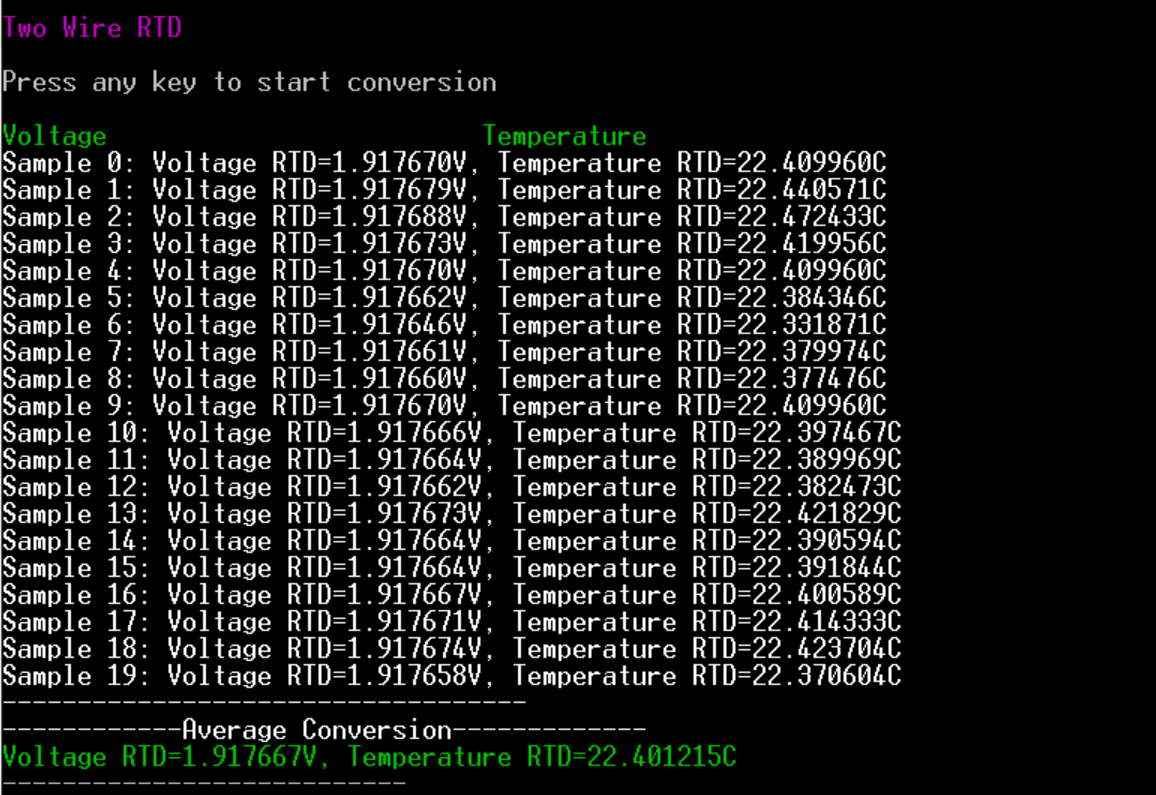 Two Wire RTD
Press any key to start conversion
Voltage Temperature
Sample 0: Voltage RTD=1.917670V, Temperature RTD=22.409960C
Sample 1: Voltage RTD=1.917679V, Temperature RTD=22.440571C
Sample 2: Voltage RTD=1.917688V, Temperature RTD=22.472433C
Sample 3: Voltage RTD=1.917673V, Temperature RTD=22.419956C
Sample 4: Voltage RTD=1.917670V, Temperature RTD=22.409960C
Sample 5: Voltage RTD=1.917662V, Temperature RTD=22.384346C
Sample 6: Voltage RTD=1.917646V, Temperature RTD=22.331871C
Sample 7: Voltage RTD=1.917661V, Temperature RTD=22.379974C
Sample 8: Voltage RTD=1.917660V, Temperature RTD=22.377476C
Sample 9: Voltage RTD=1.917670V, Temperature RTD=22.409960C
Sample 10: Voltage RTD=1.917666V, Temperature RTD=22.397467C
Sample 11: Voltage RTD=1.917664V, Temperature RTD=22.389969C
Sample 12: Voltage RTD=1.917662V, Temperature RTD=22.382473C
Sample 13: Voltage RTD=1.917673V, Temperature RTD=22.421829C
Sample 14: Voltage RTD=1.917664V, Temperature RTD=22.390594C
Sample 15: Voltage RTD=1.917664V, Temperature RTD=22.391844C
Sample 16: Voltage RTD=1.917667V, Temperature RTD=22.400589C
Sample 17: Voltage RTD=1.917671V, Temperature RTD=22.414333C
Sample 18: Voltage RTD=1.917674V, Temperature RTD=22.423704C
Sample 19: Voltage RTD=1.917658V, Temperature RTD=22.370604C
-----------------------------------
------------Average Conversion-------------
Voltage RTD=1.917667V, Temperature RTD=22.401215C
---------------------------